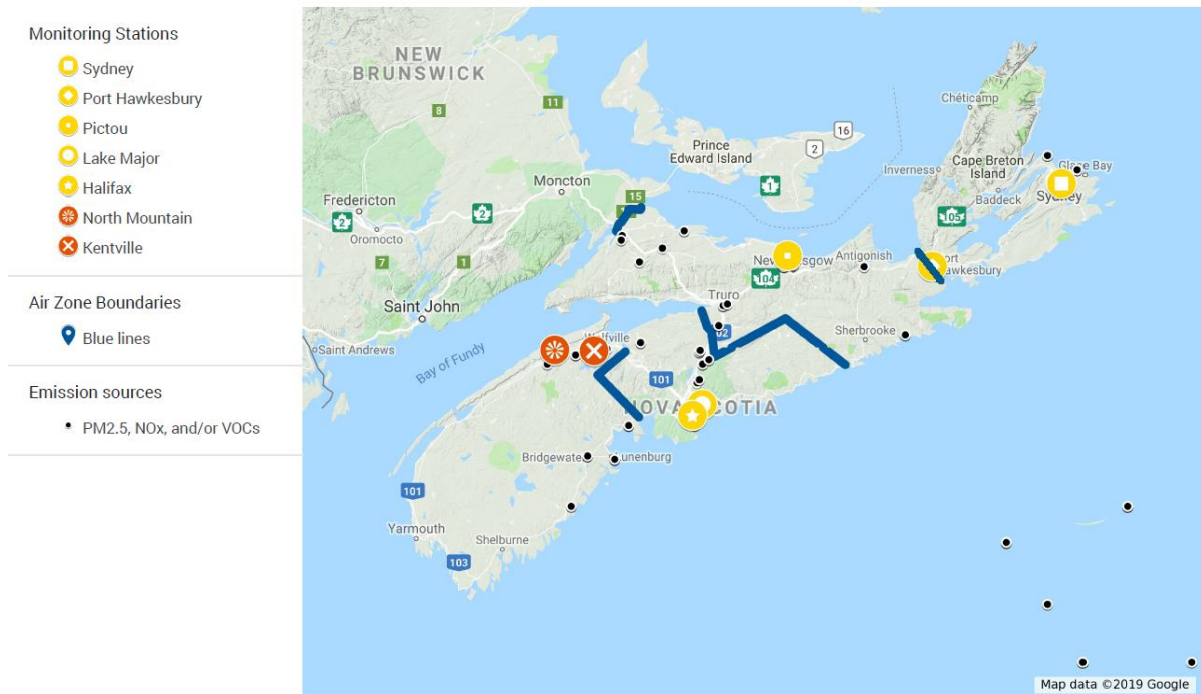 Monitoring Stations
Sydney
Port Hawkesbury
Pictou
Lake Major
Halifax
North Mountain
Kentville
Air Zone Boundaries
Blue lines
Emission sources
PM2.5, NOx, and/or VOCs
NEW
BRUNSWICK
Chéticamp
11
8
16
Prince
Edward Island
2
Inverness
Cape Breton
Island
Glace Bay
Moncton
15
1
Baddeck
Sydney
Fredericton
2
2
105
Oromocto
7
1
New Glasgow
Antigonish
Port
Hawkesbury
104
Truro
Saint John
102
Sherbrooke
Saint Andrews
Bay of Fundy
Wolfville
101
NOVA SCOTIA
Bridgewater
Lunenburg
101
Yarmouth
Shelburne
103
Map data ©2019 Google